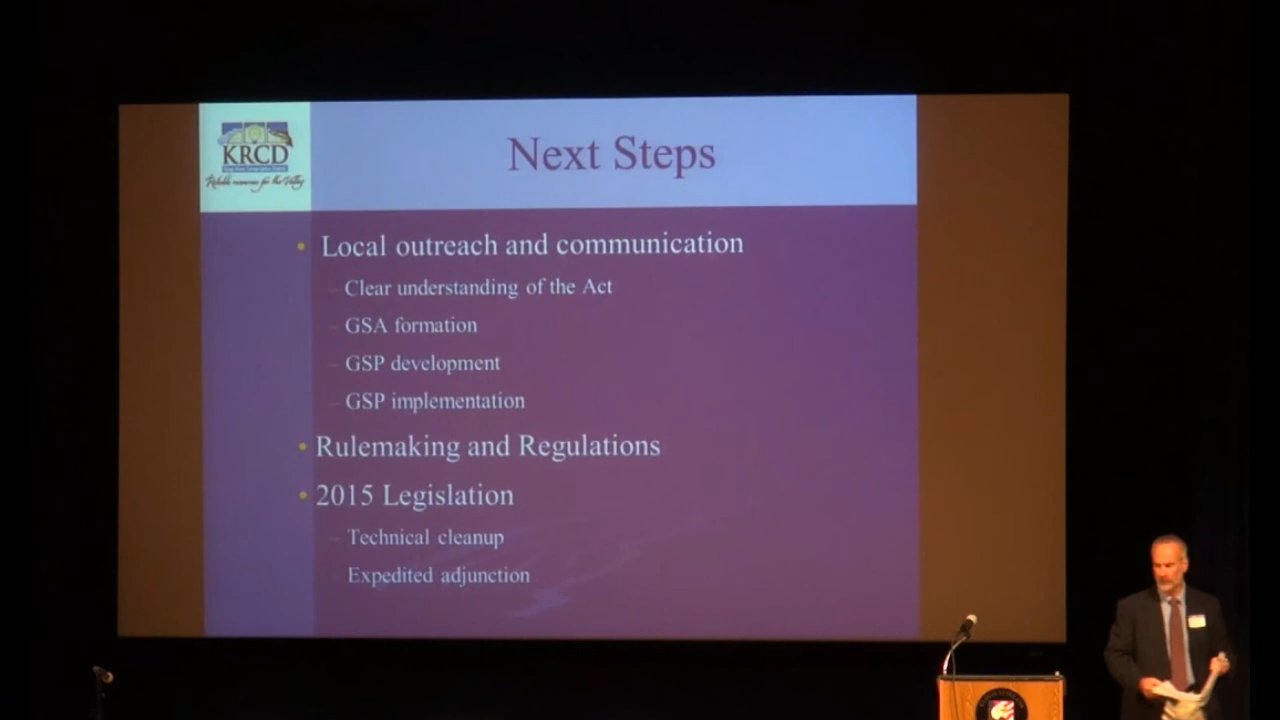 KRCD
Reliable resources for the Valley
Next Steps
• Local outreach and communication
– Clear understanding of the Act
– GSA formation
– GSP development
– GSP implementation
• Rulemaking and Regulations
• 2015 Legislation
– Technical cleanup
– Expedited adjunction